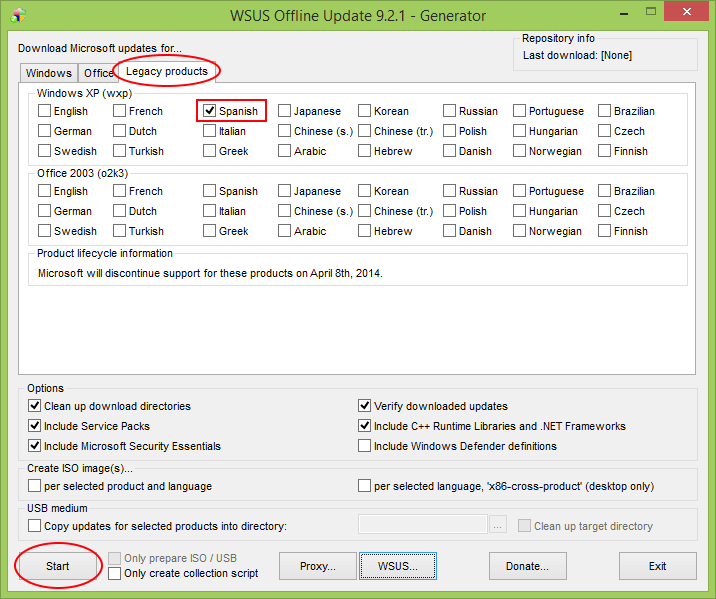 WSUS Offline Update 9.2.1 - Generator
Download Microsoft updates for...
Repository info
Last download: [None]
Windows Office Legacy products
Windows XP (wxp)
English French Spanish Japanese Korean Russian Portuguese Brazilian
German Dutch Italian Chinese (s.) Chinese (tr.) Polish Hungarian Czech
Swedish Turkish Greek Arabic Hebrew Danish Norwegian Finnish
Office 2003 (o2k3)
English French Spanish Japanese Korean Russian Portuguese Brazilian
German Dutch Italian Chinese (s.) Chinese (tr.) Polish Hungarian Czech
Swedish Turkish Greek Arabic Hebrew Danish Norwegian Finnish
Product lifecycle information
Microsoft will discontinue support for these products on April 8th, 2014.
Options
Clean up download directories Verify downloaded updates
Include Service Packs Include C++ Runtime Libraries and .NET Frameworks
Include Microsoft Security Essentials Include Windows Defender definitions
Create ISO image(s)...
per selected product and language per selected language, 'x86-cross-product' (desktop only)
USB medium
Copy updates for selected products into directory: ... Clean up target directory
Start Only prepare ISO / USB Proxy... WSUS... Donate... Exit
Only create collection script